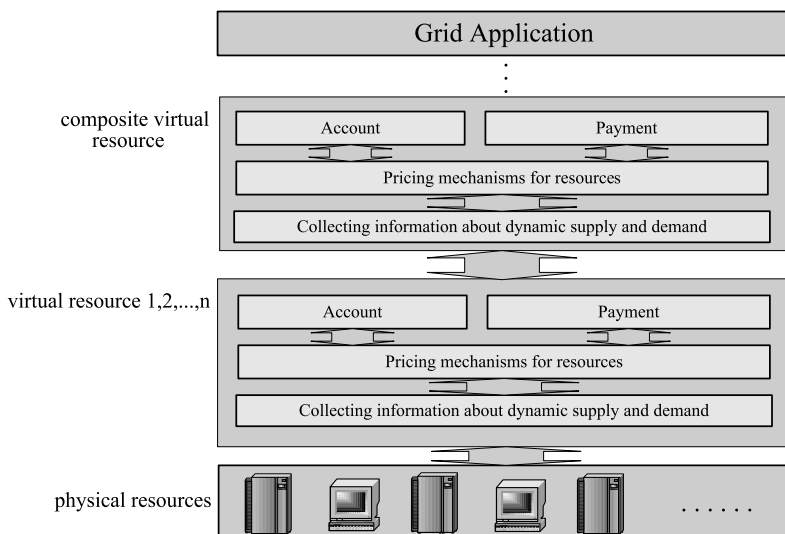 Grid Application
composite virtual
resource
Account
Payment
Pricing mechanisms for resources
Collecting information about dynamic supply and demand
virtual resource 1,2,...,n
Account
Payment
Pricing mechanisms for resources
Collecting information about dynamic supply and demand
physical resources
......